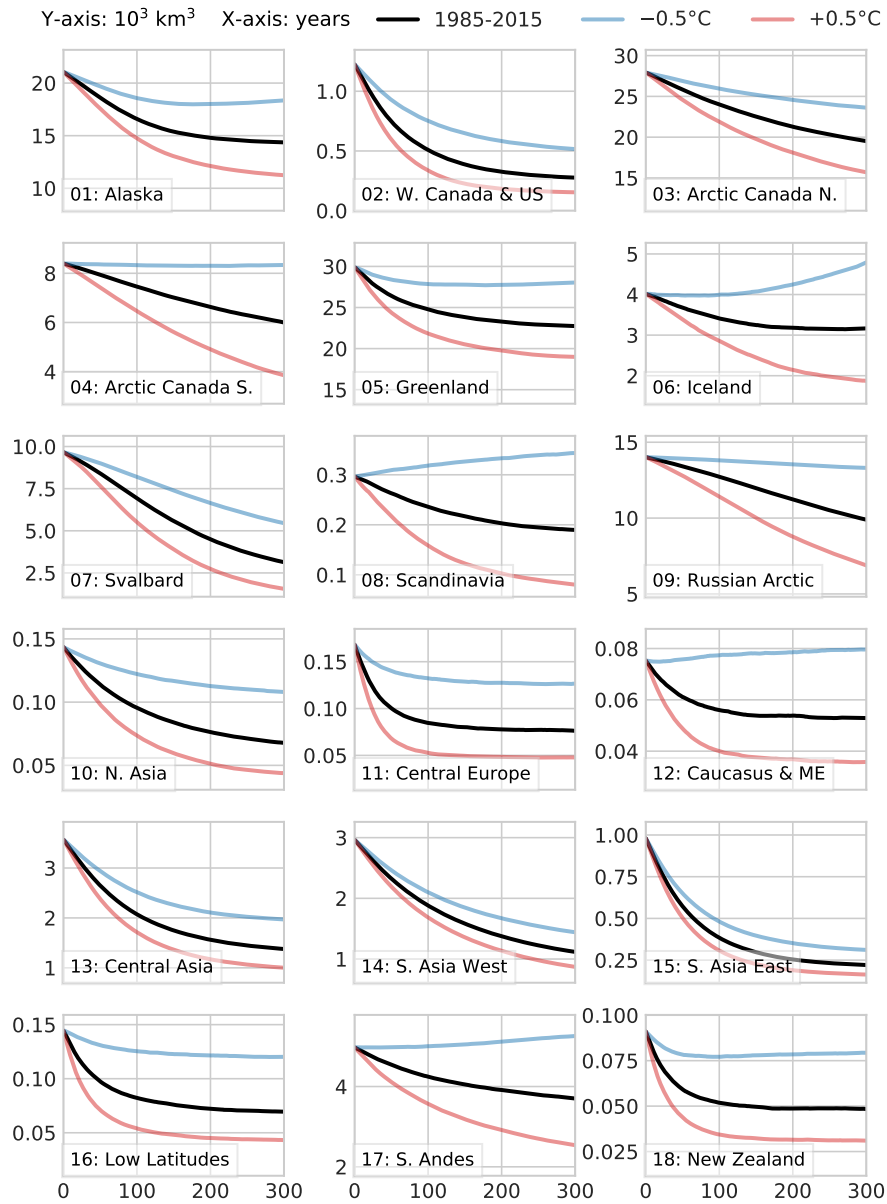 Y-axis: 10³ km³ X-axis: years 1985-2015 −0.5°C +0.5°C
20
15
10
01: Alaska
1.0
0.5
0.0
02: W. Canada & US
30
25
20
15
03: Arctic Canada N.
8
6
4
04: Arctic Canada S.
30
25
20
15
05: Greenland
5
4
3
2
06: Iceland
10.0
7.5
5.0
2.5
07: Svalbard
0.3
0.2
0.1
08: Scandinavia
15
10
5
09: Russian Arctic
0.15
0.10
0.05
10: N. Asia
0.15
0.10
0.05
11: Central Europe
0.08
0.06
0.04
12: Caucasus & ME
3
2
1
13: Central Asia
3
2
1
14: S. Asia West
1.00
0.75
0.50
0.25
15: S. Asia East
0.15
0.10
0.05
16: Low Latitudes
0 100 200 300
4
2
17: S. Andes
0 100 200 300
0.100
0.075
0.050
0.025
18: New Zealand
0 100 200 300